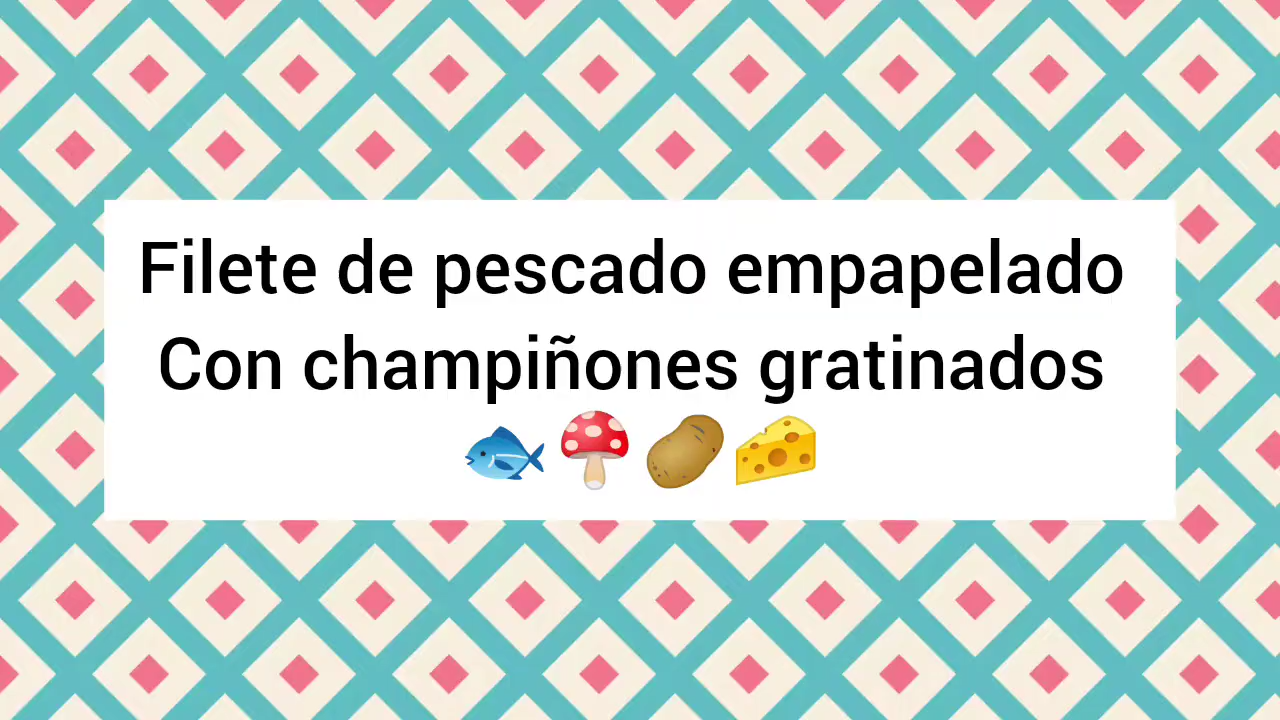 Filete de pescado empapelado
Con champiñones gratinados
🐟🍄🥔🧀